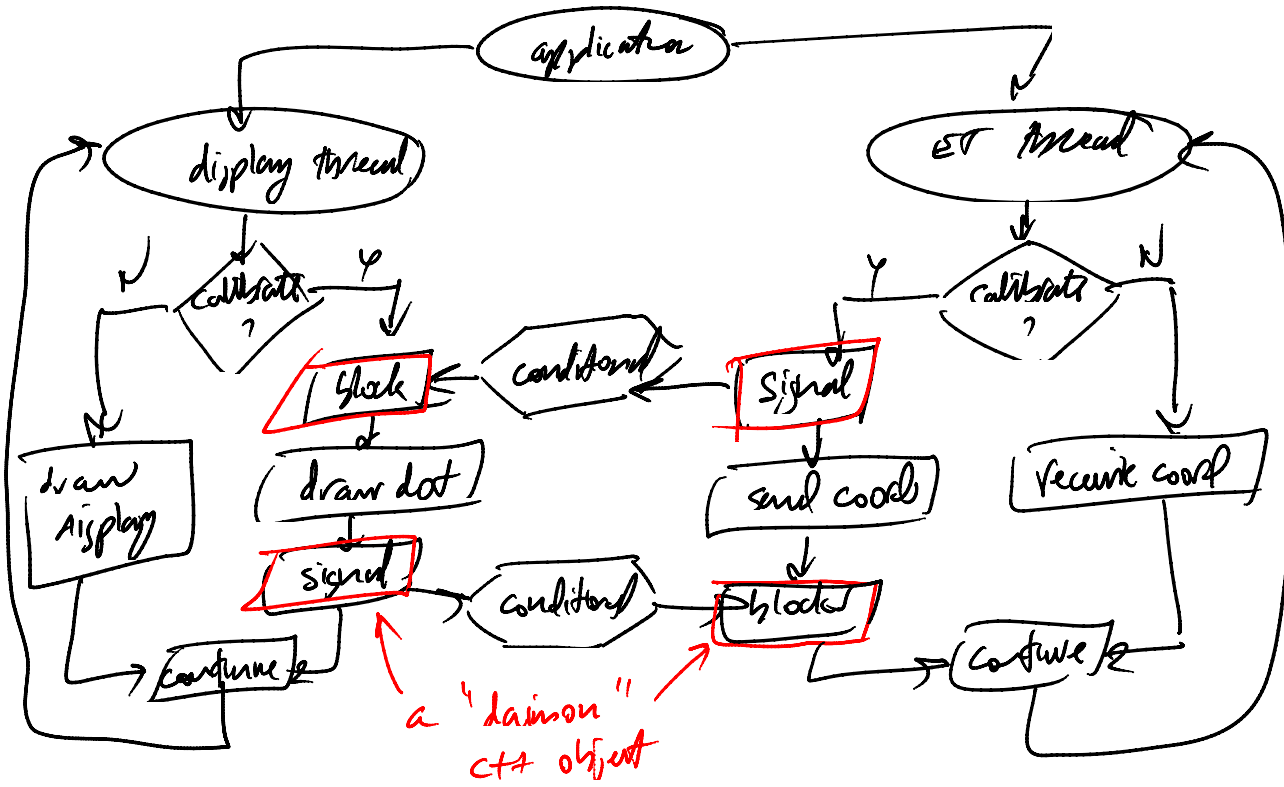 application
display thread
ET thread
N
Y
Y
N
calibrate
?
calibrate
?
block
conditional
signal
draw
display
draw dot
send coords
receive coord
signal
conditional
block
continue
continue
a "daimon"
C++ object